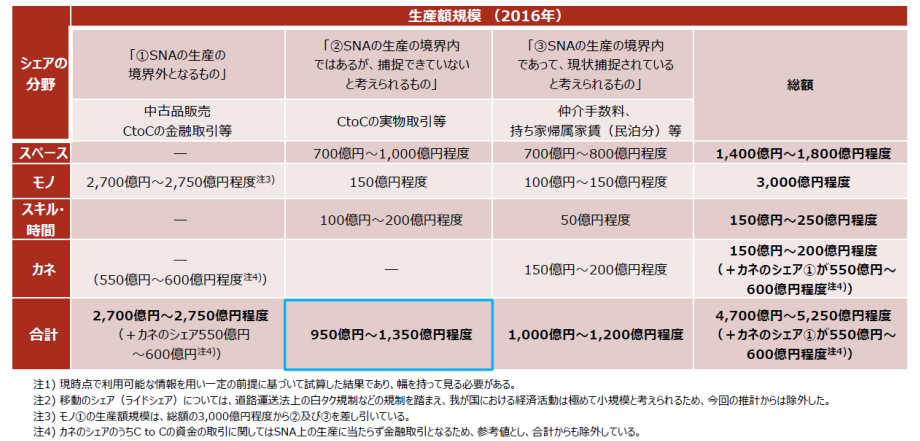 生産額規模 （2016年）
シェアの
分野
「①SNAの生産の
境界外となるもの」
「②SNAの生産の境界内
ではあるが、捕捉できていない
と考えられるもの」
「③SNAの生産の境界内
であって、現状捕捉されている
と考えられるもの」
総額
中古品販売
CtoCの金融取引等
CtoCの実物取引等
仲介手数料、
持ち家帰属家賃（民泊分）等
スペース
―
700億円～1,000億円程度
700億円～800億円程度
1,400億円～1,800億円程度
モノ
2,700億円～2,750億円程度注3)
150億円程度
100億円～150億円程度
3,000億円程度
スキル・
時間
―
100億円～200億円程度
50億円程度
150億円～250億円程度
カネ
―
（550億円～600億円程度注4)）
―
150億円～200億円程度
150億円～200億円程度
（＋カネのシェア①が550億円～
600億円程度注4)）
合計
2,700億円～2,750億円程度
（＋カネのシェア550億円
～600億円注4)）
950億円～1,350億円程度
1,000億円～1,200億円程度
4,700億円～5,250億円程度
（＋カネのシェア①が550億円～
600億円程度注4)）
注1) 現時点で利用可能な情報を用い一定の前提に基づいて試算した結果であり、幅を持って見る必要がある。
注2) 移動のシェア（ライドシェア）については、道路運送法上の白タク規制などの規制を踏まえ、我が国における経済活動は極めて小規模と考えられるため、今回の推計からは除外した。
注3) モノ①の生産額規模は、総額の3,000億円程度から②及び③を差し引いている。
注4) カネのシェアのうちC to Cの資金の取引に関してはSNA上の生産に当たらず金融取引となるため、参考値とし、合計からも除外している。